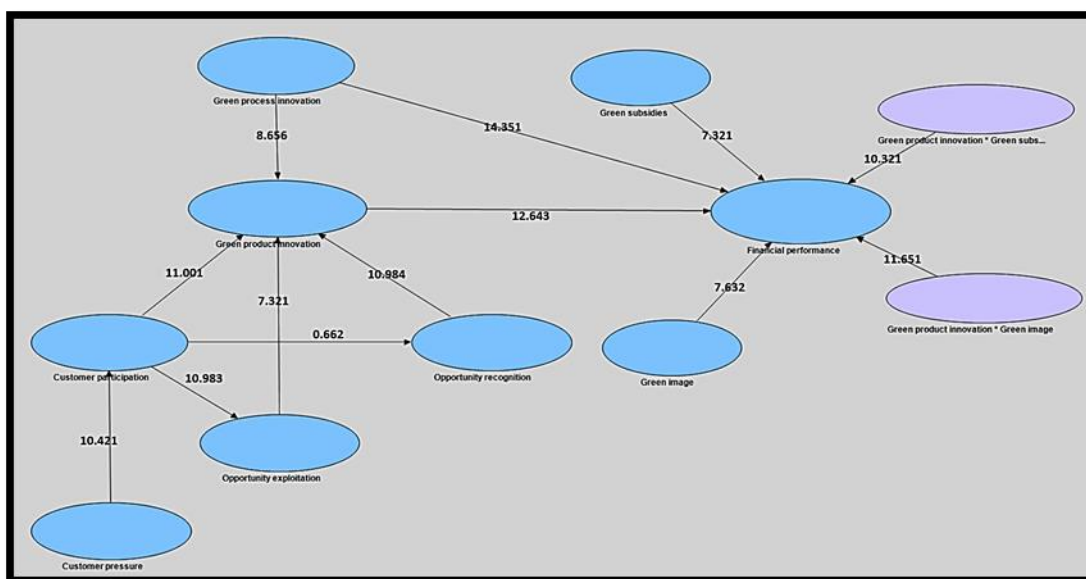 Green process innovation
Green subsidies
Green product innovation * Green subs...
8.656
14.351
7.321
10.321
Green product innovation
12.643
Financial performance
11.001
7.321
10.984
7.632
11.651
Green product innovation * Green image
Customer participation
0.662
Opportunity recognition
Green image
10.983
10.421
Opportunity exploitation
Customer pressure